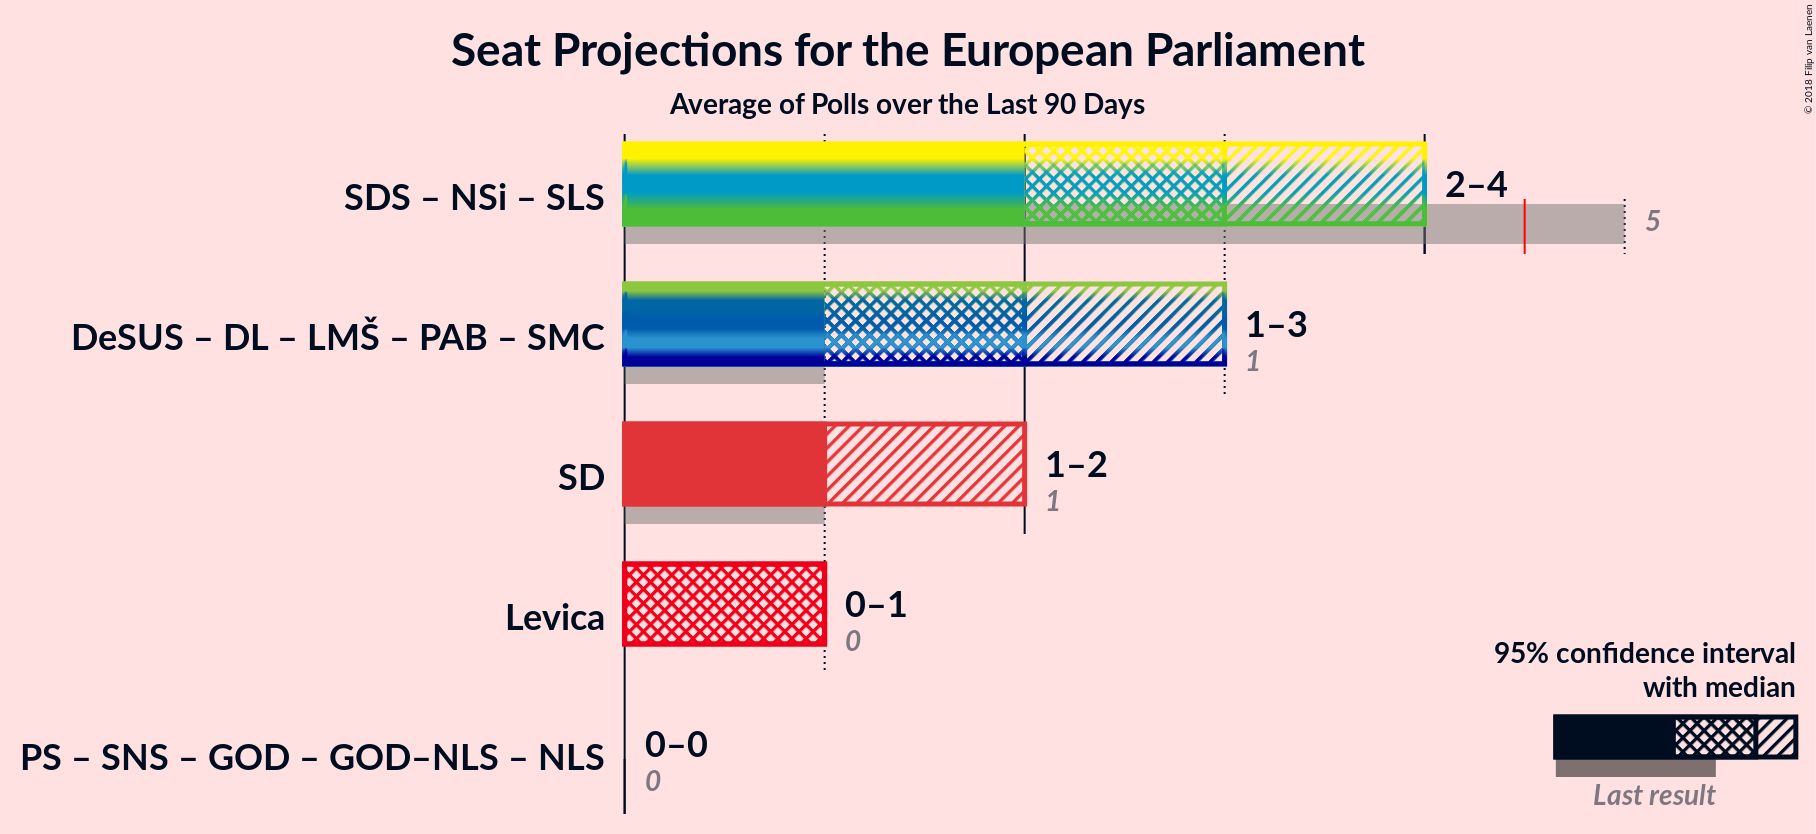 Seat Projections for the European Parliament
Average of Polls over the Last 90 Days
© 2018 Filip van Laenen
SDS – NSi – SLS
2–4
5
DeSUS – DL – LMŠ – PAB – SMC
1–3
1
SD
1–2
1
Levica
0–1
0
PS – SNS – GOD – GOD–NLS – NLS
0–0
0
95% confidence interval
with median
Last result